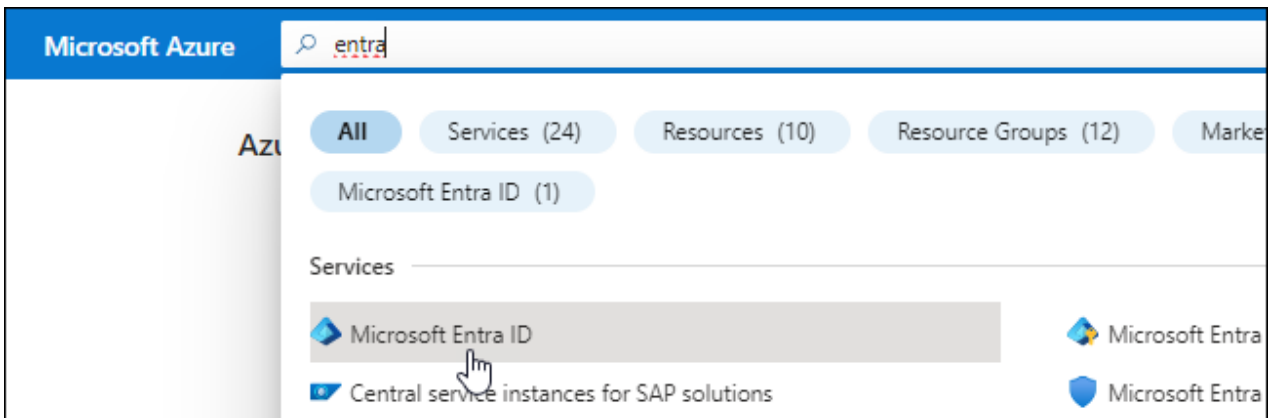 Microsoft Azure entra
All Services (24) Resources (10) Resource Groups (12) Marke
Azu
Microsoft Entra ID (1)
Services
Microsoft Entra ID Microsoft Entra
Central service instances for SAP solutions Microsoft Entra